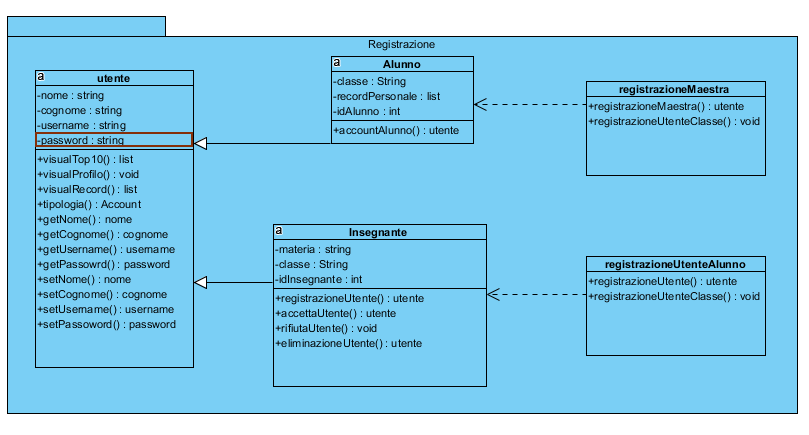 Registrazione
a
utente
-nome : string
-cognome : string
-username : string
-password : string
+visualTop10() : list
+visualProfilo() : void
+visualRecord() : list
+tipologia() : Account
+getNome() : nome
+getCognome() : cognome
+getUsername() : username
+getPassowrd() : password
+setNome() : nome
+setCognome() : cognome
+setUsername() : username
+setPassoword() : password
a
Alunno
-classe : String
-recordPersonale : list
-idAlunno : int
+accountAlunno() : utente
registrazioneMaestra
+registrazioneMaestra() : utente
+registrazioneUtenteClasse() : void
a
Insegnante
-materia : string
-classe : String
-idInsegnante : int
+registrazioneUtente() : utente
+accettaUtente() : utente
+rifiutaUtente() : void
+eliminazioneUtente() : utente
registrazioneUtenteAlunno
+registrazioneUtente() : utente
+registrazioneUtenteClasse() : void